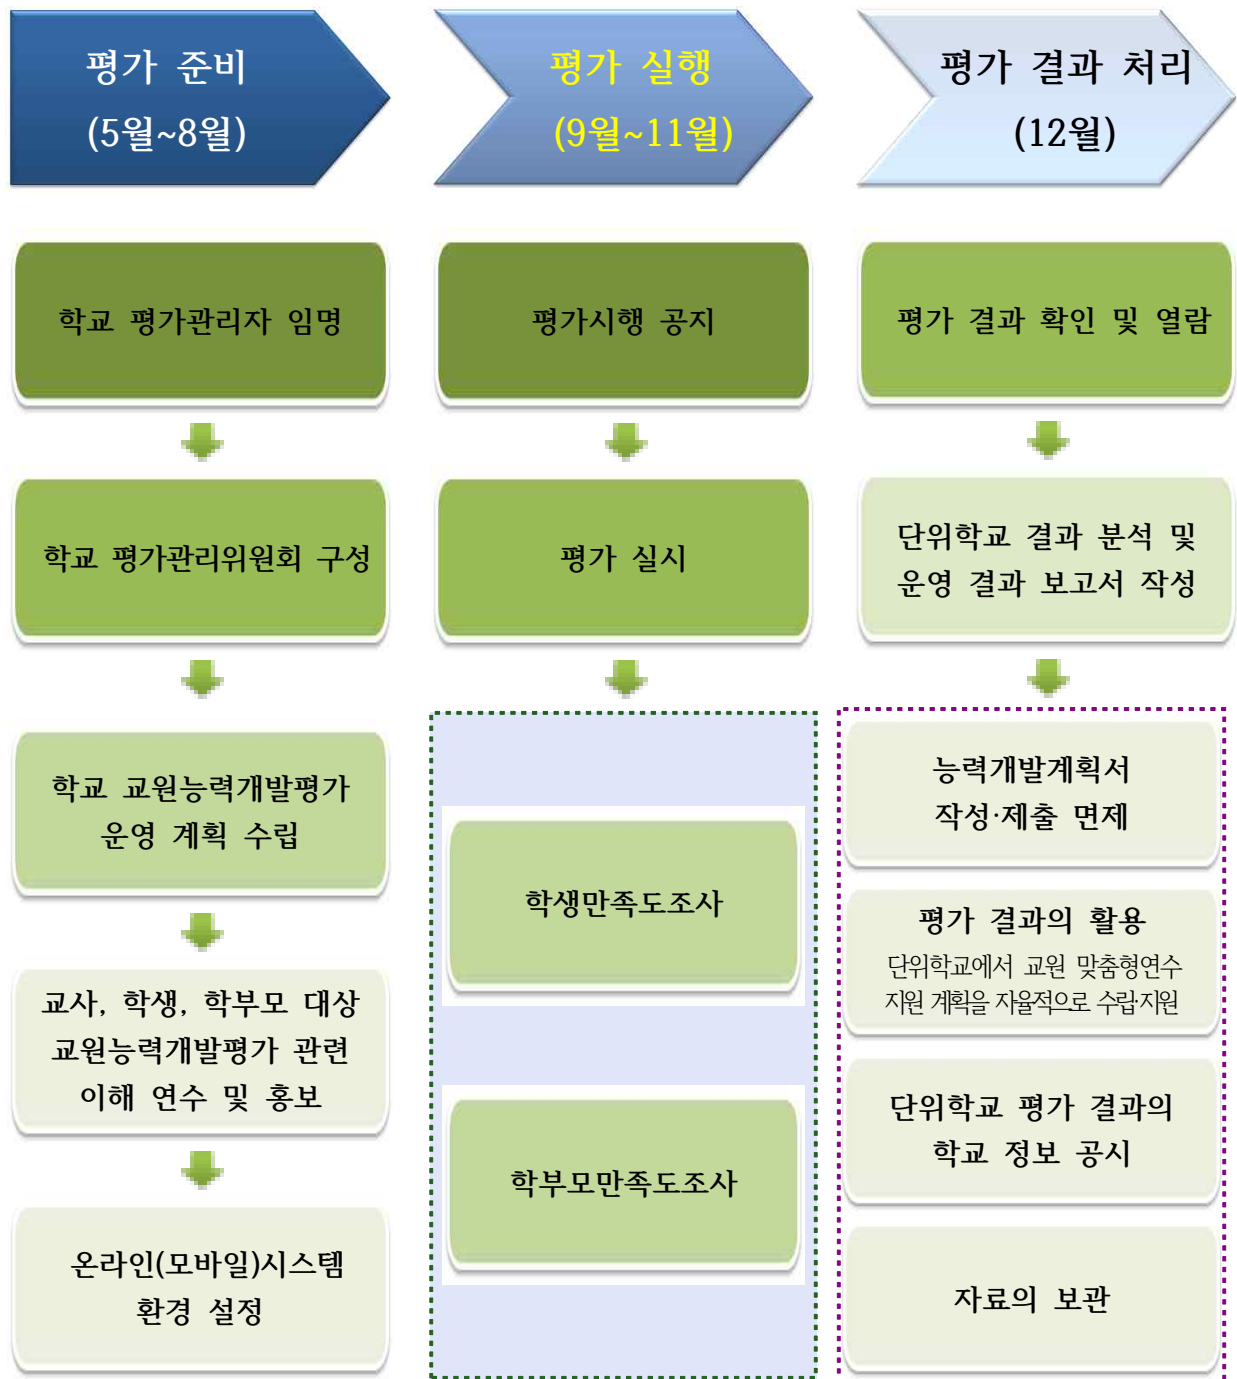 평가 준비
(5월~8월)
평가 실행
(9월~11월)
평가 결과 처리
(12월)
학교 평가관리자 임명
학교 평가관리위원회 구성
학교 교원능력개발평가
운영 계획 수립
교사, 학생, 학부모 대상
교원능력개발평가 관련
이해 연수 및 홍보
온라인(모바일)시스템
환경 설정
평가시행 공지
평가 실시
학생만족도조사
학부모만족도조사
평가 결과 확인 및 열람
단위학교 결과 분석 및
운영 결과 보고서 작성
능력개발계획서
작성·제출 면제
평가 결과의 활용
단위학교에서 교원 맞춤형연수
지원 계획을 자율적으로 수립·지원
단위학교 평가 결과의
학교 정보 공시
자료의 보관